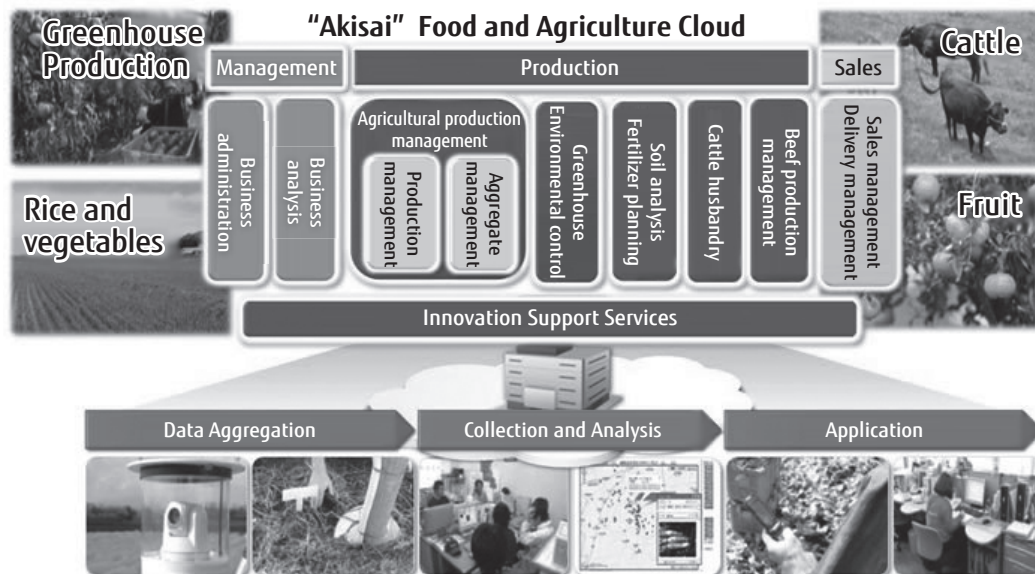 “Akisai” Food and Agriculture Cloud
Greenhouse
Production
Cattle
Rice and
vegetables
Fruit
Management
Production
Sales
Business
administration
Business
analysis
Agricultural production
management
Production
management
Aggregate
management
Greenhouse
Environmental control
Soil analysis
Fertilizer planning
Cattle husbandry
Beef production
management
Sales management
Delivery management
Innovation Support Services
Data Aggregation
Collection and Analysis
Application